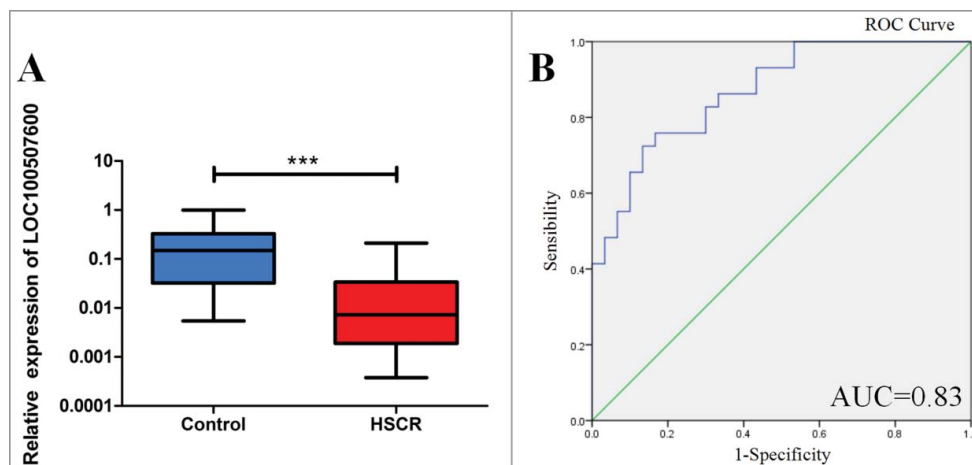 A
Relative expression of LOC100507600
***
10
1
0.1
0.01
0.001
0.0001
Control
HSCR
B
ROC Curve
Sensibility
1.0
0.8
0.6
0.4
0.2
0.0
0.0
0.2
0.4
0.6
0.8
1.
AUC=0.83
1-Specificity